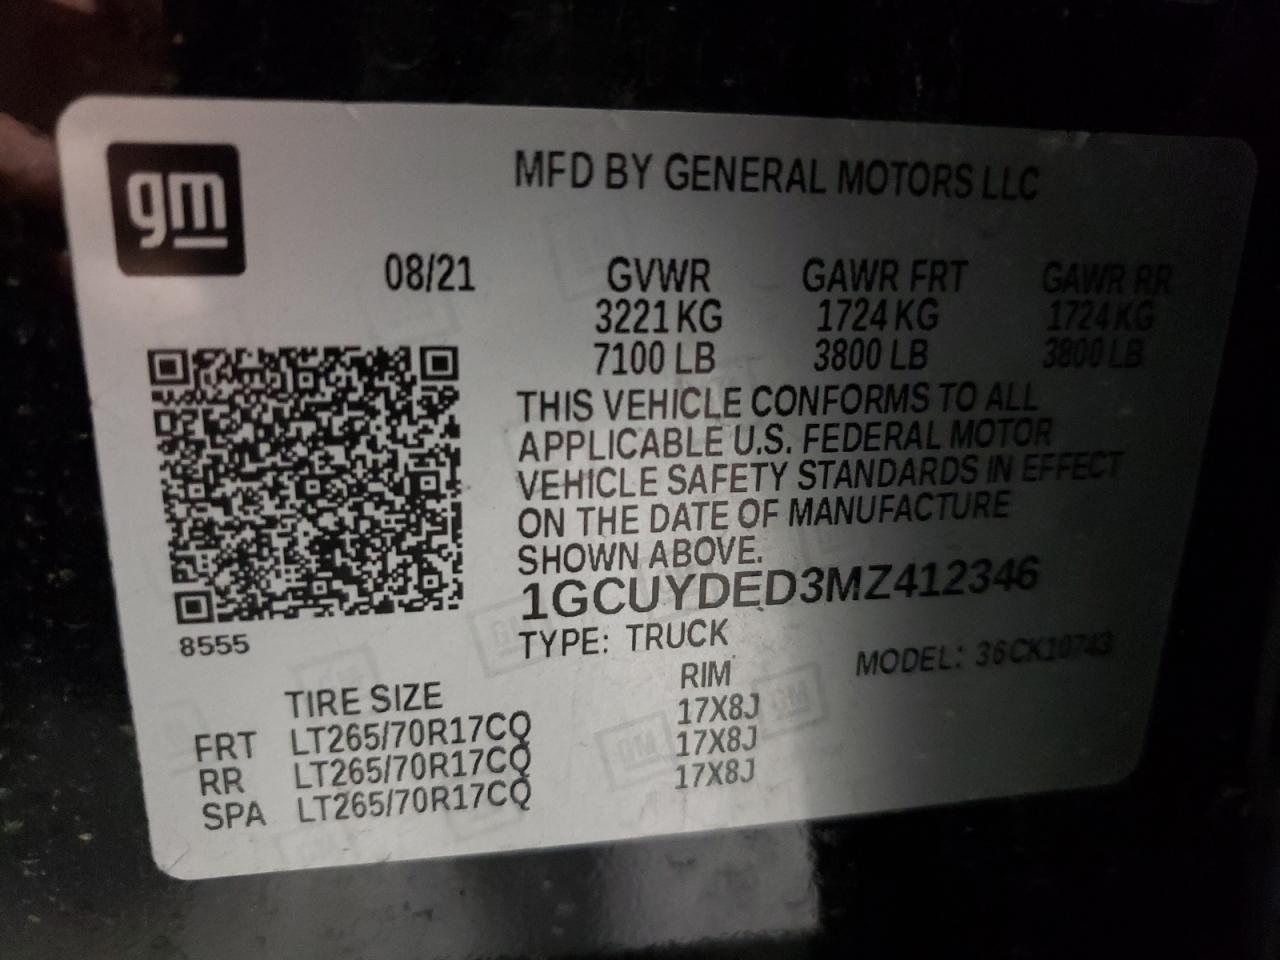 gm
MFD BY GENERAL MOTORS LLC
08/21 GVWR GAWR FRT GAWR RR
3221 KG 1724 KG 1724 KG
7100 LB 3800 LB 3800 LB
THIS VEHICLE CONFORMS TO ALL
APPLICABLE U.S. FEDERAL MOTOR
VEHICLE SAFETY STANDARDS IN EFFECT
ON THE DATE OF MANUFACTURE
SHOWN ABOVE.
1GCUYDED3MZ412346
8555
TYPE: TRUCK
MODEL: 36CK10743
TIRE SIZE RIM
FRT LT265/70R17CQ 17X8J
RR LT265/70R17CQ 17X8J
SPA LT265/70R17CQ 17X8J